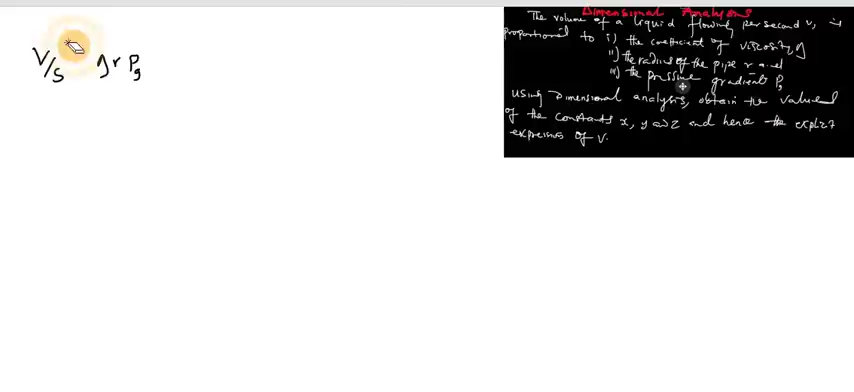 V/s g r Pg
Dimensional Analysis
The volume of a liquid flowing per second v, is
proportional to i) the coefficient of viscosity, g
ii) the radius of the pipe r and
iii) the pressure gradient Pg
Using Dimensional analysis, obtain the values
of the constants x, y and z and hence the explicit
expression of V.